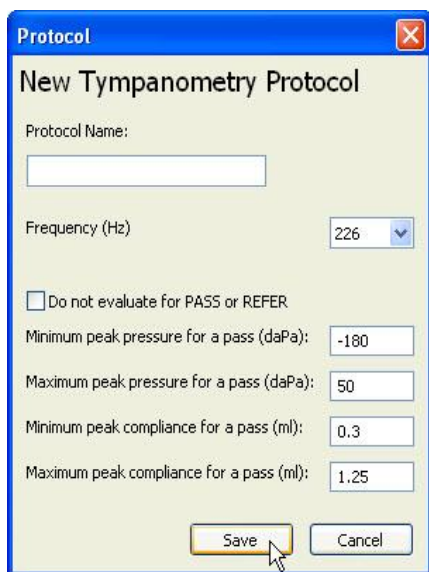 Protocol
New Tympanometry Protocol
Protocol Name:
Frequency (Hz) 226
Do not evaluate for PASS or REFER
Minimum peak pressure for a pass (daPa): -180
Maximum peak pressure for a pass (daPa): 50
Minimum peak compliance for a pass (ml): 0.3
Maximum peak compliance for a pass (ml): 1.25
Save Cancel